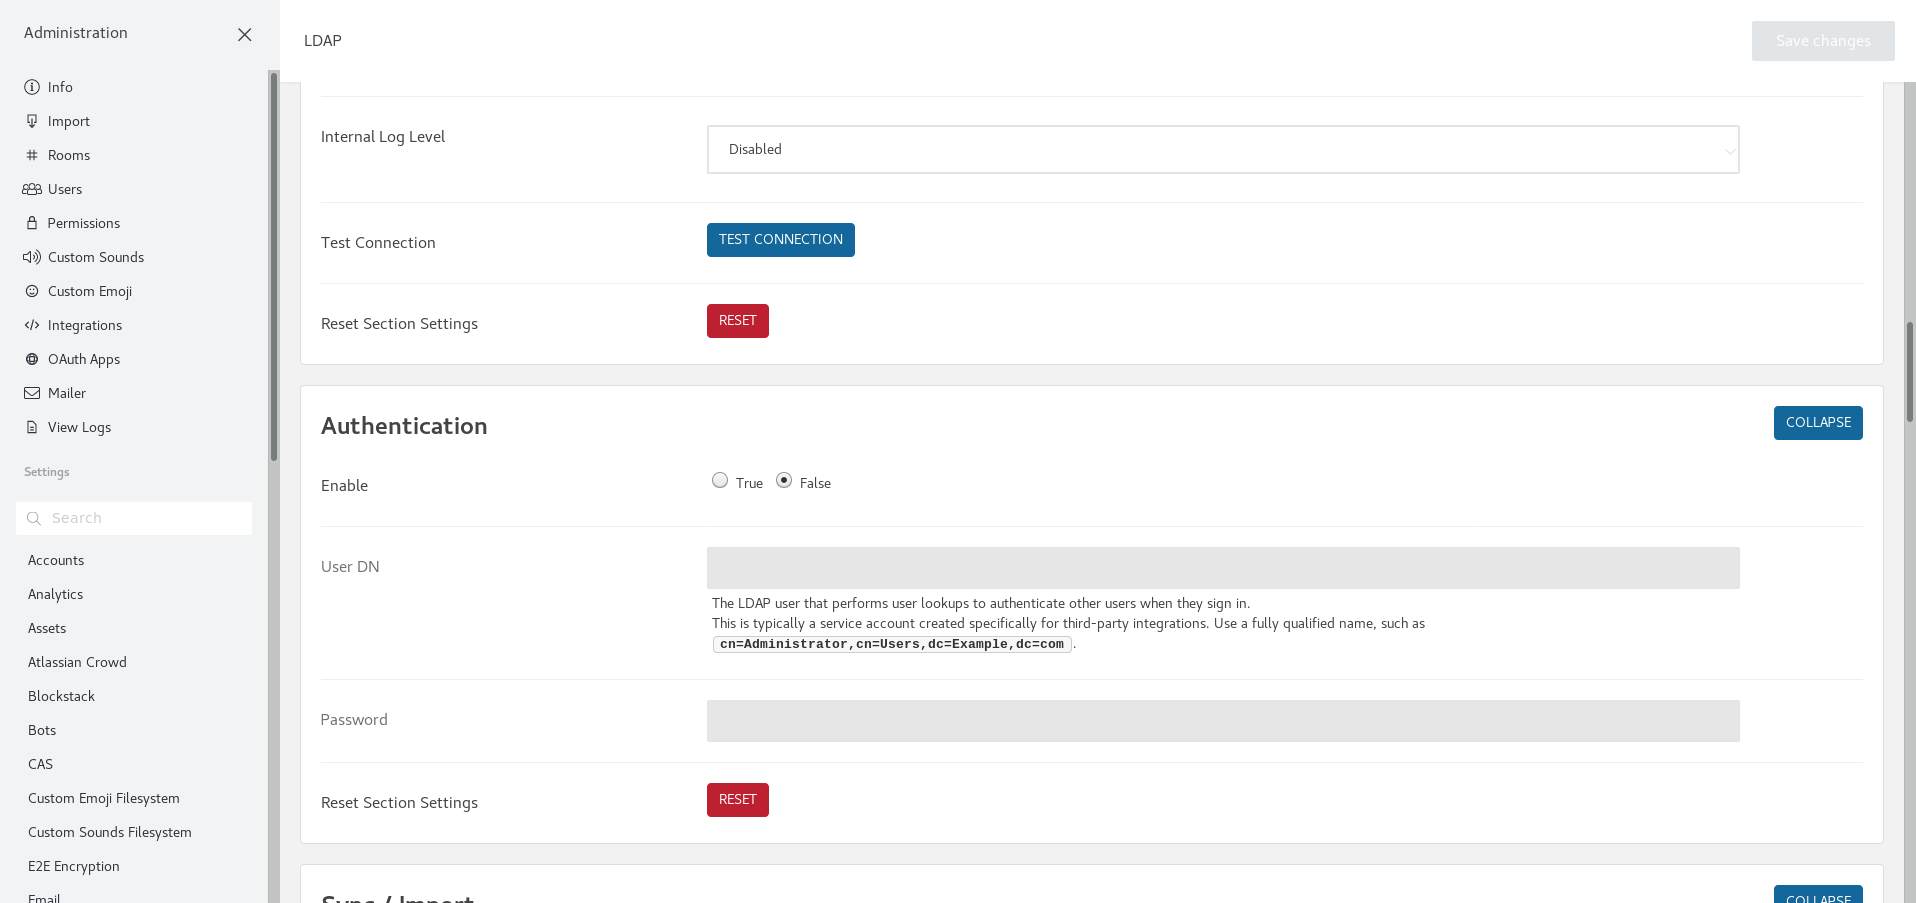 Administration
Info
Import
Rooms
Users
Permissions
Custom Sounds
Custom Emoji
Integrations
OAuth Apps
Mailer
View Logs
Settings
Search
Accounts
Analytics
Assets
Atlassian Crowd
Blockstack
Bots
CAS
Custom Emoji Filesystem
Custom Sounds Filesystem
E2E Encryption
Email
LDAP
Save changes
Internal Log Level
Disabled
Test Connection
TEST CONNECTION
Reset Section Settings
RESET
Authentication
COLLAPSE
Enable
True
False
User DN
The LDAP user that performs user lookups to authenticate other users when they sign in.
This is typically a service account created specifically for third-party integrations. Use a fully qualified name, such as
cn=Administrator,cn=Users,dc=Example,dc=com .
Password
Reset Section Settings
RESET
Sync / Import
COLLAPSE